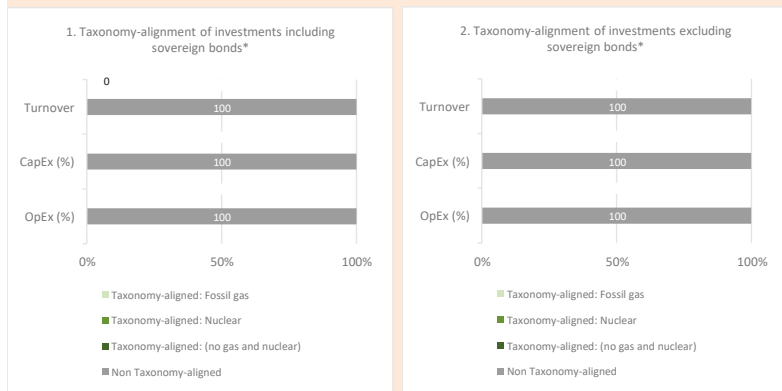 1. Taxonomy-alignment of investments including
sovereign bonds*
0
Turnover
100
CapEx (%)
100
OpEx (%)
100
0%
50%
100%
Taxonomy-aligned: Fossil gas
Taxonomy-aligned: Nuclear
Taxonomy-aligned: (no gas and nuclear)
Non Taxonomy-aligned
2. Taxonomy-alignment of investments excluding
sovereign bonds*
Turnover
100
CapEx (%)
100
OpEx (%)
100
0%
50%
100%
Taxonomy-aligned: Fossil gas
Taxonomy-aligned: Nuclear
Taxonomy-aligned: (no gas and nuclear)
Non Taxonomy-aligned